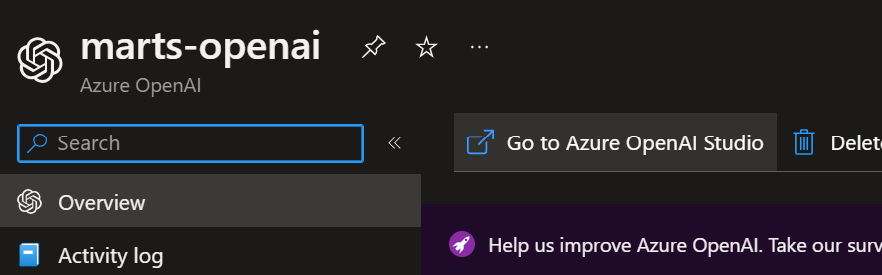 marts-openai
Azure OpenAI
Search
Go to Azure OpenAI Studio
Delete
Overview
Help us improve Azure OpenAI. Take our surv
Activity log